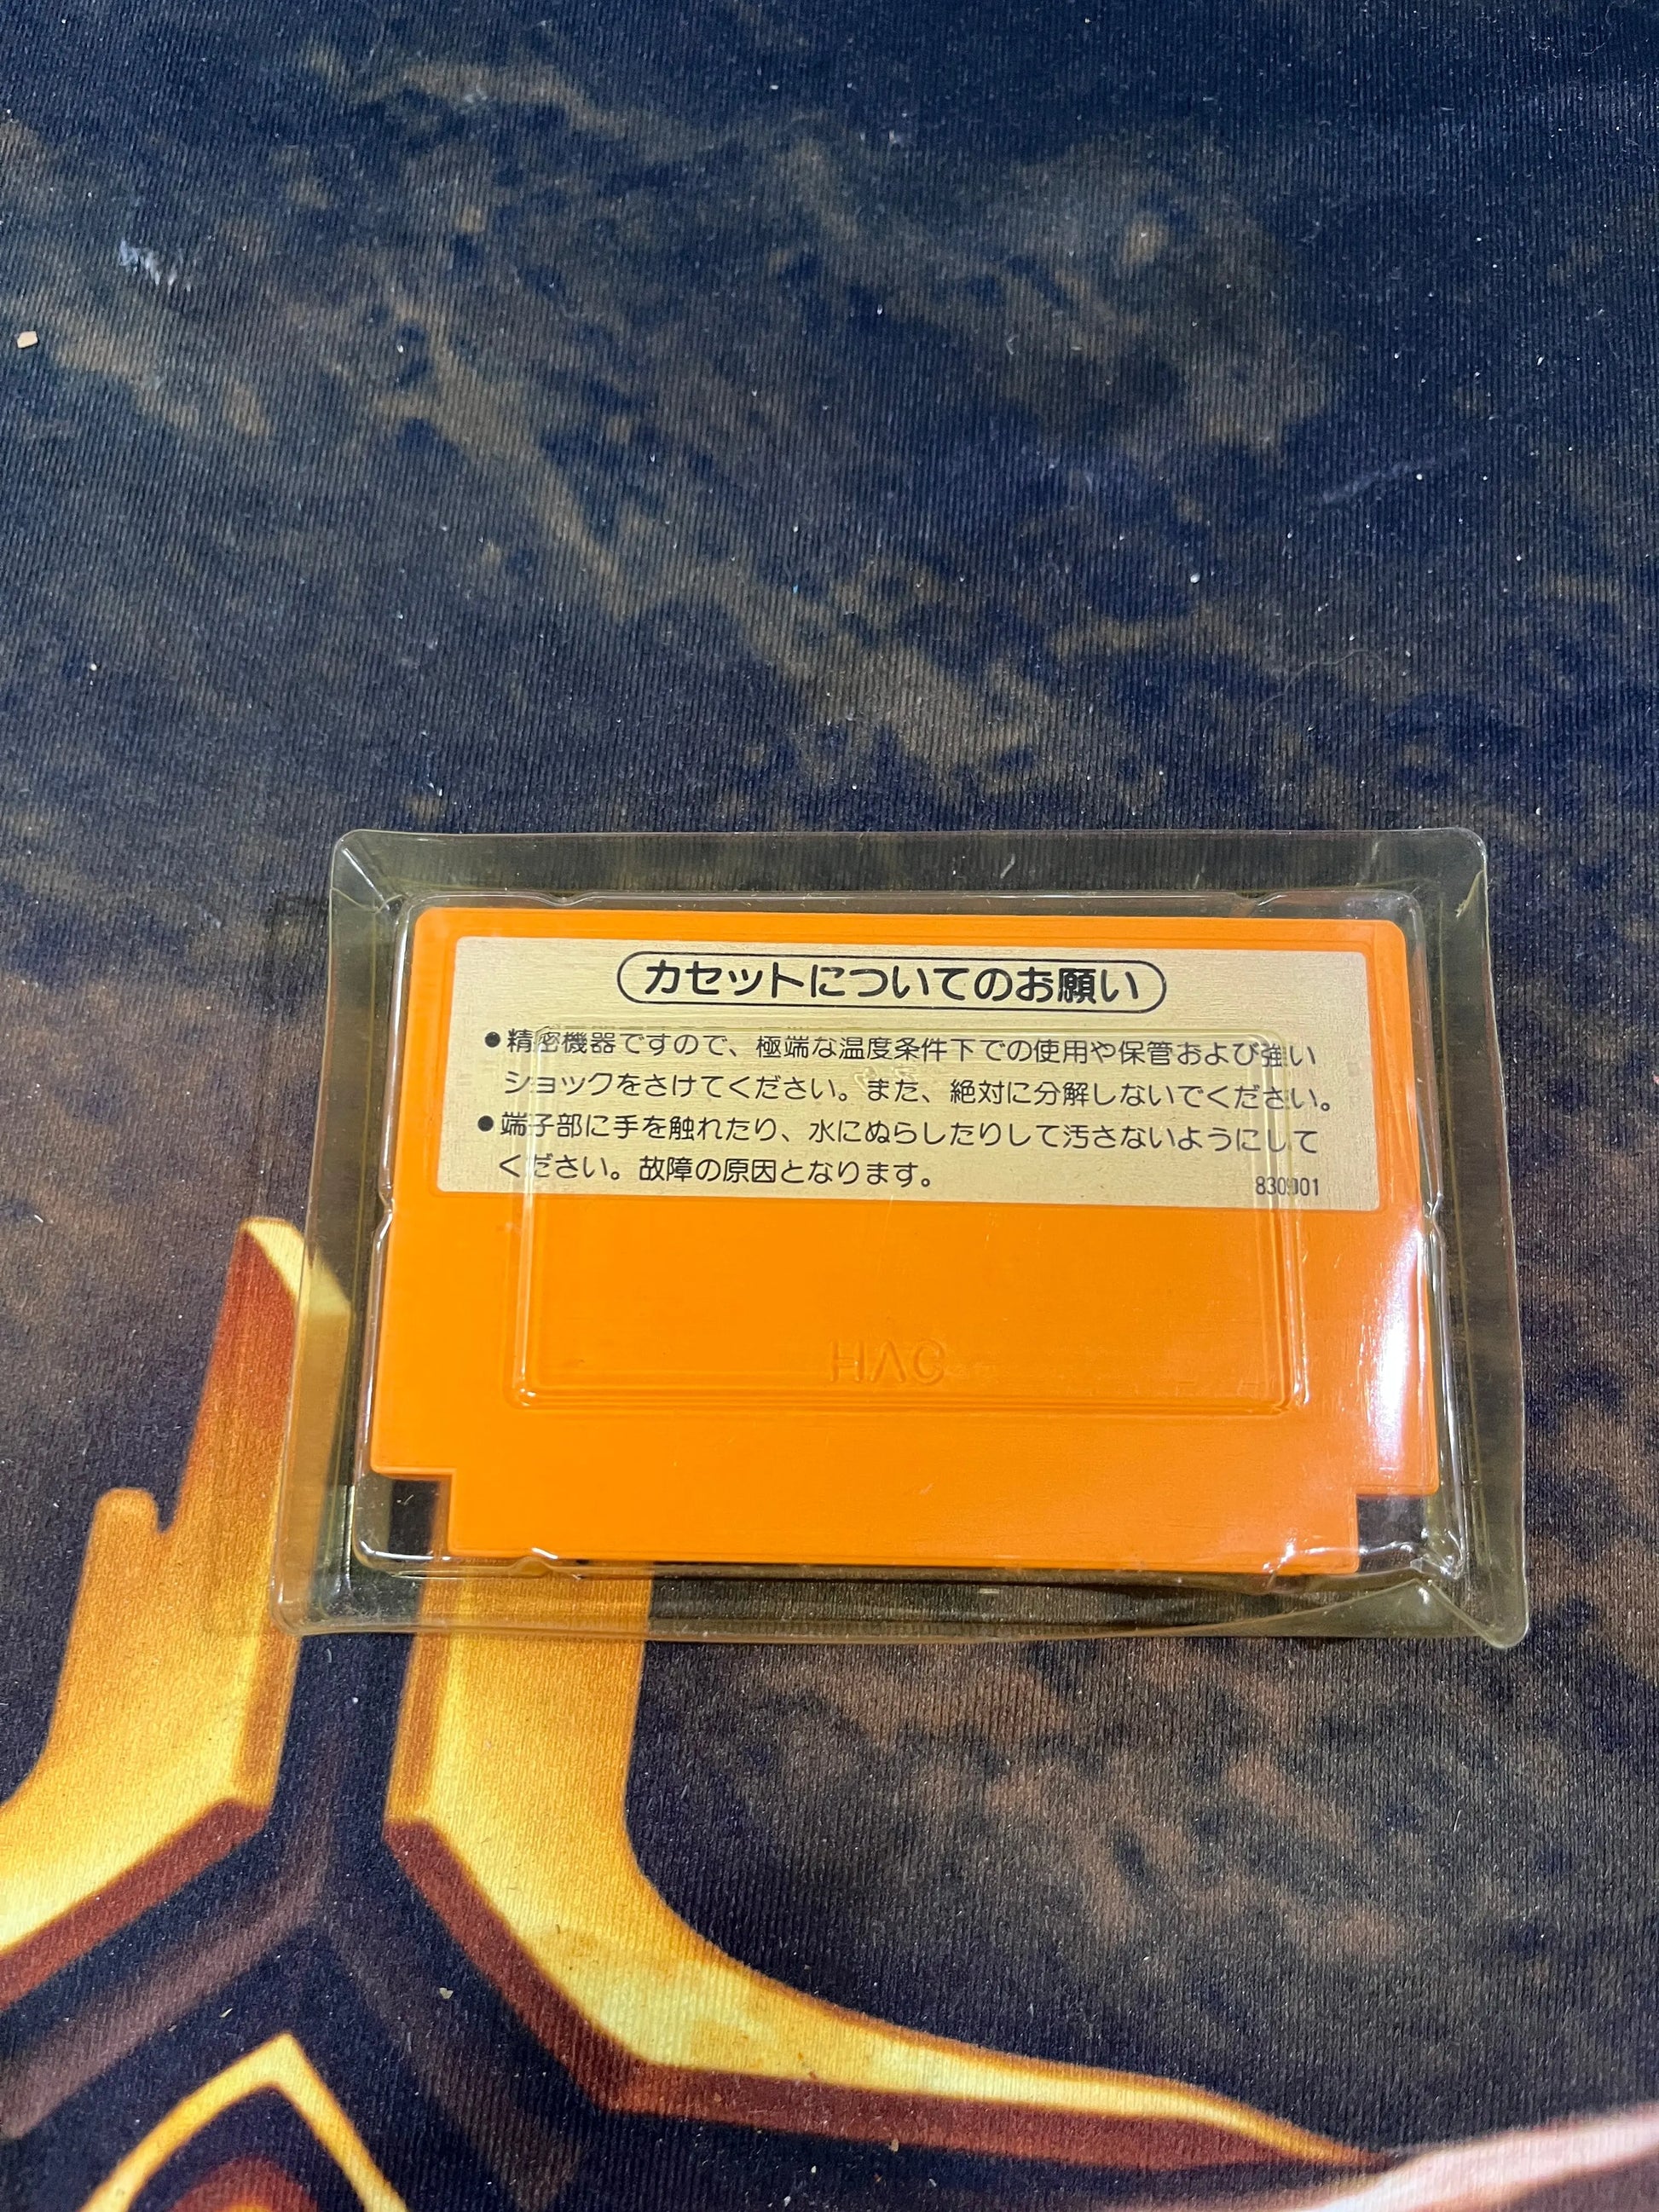 カセットについてのお願い
●精密機器ですので、極端な温度条件下での使用や保管および強い
ショックをさけてください。また、絶対に分解しないでください。
●端子部に手を触れたり、水にぬらしたりして汚さないようにして
ください。故障の原因となります。
830901
HAC